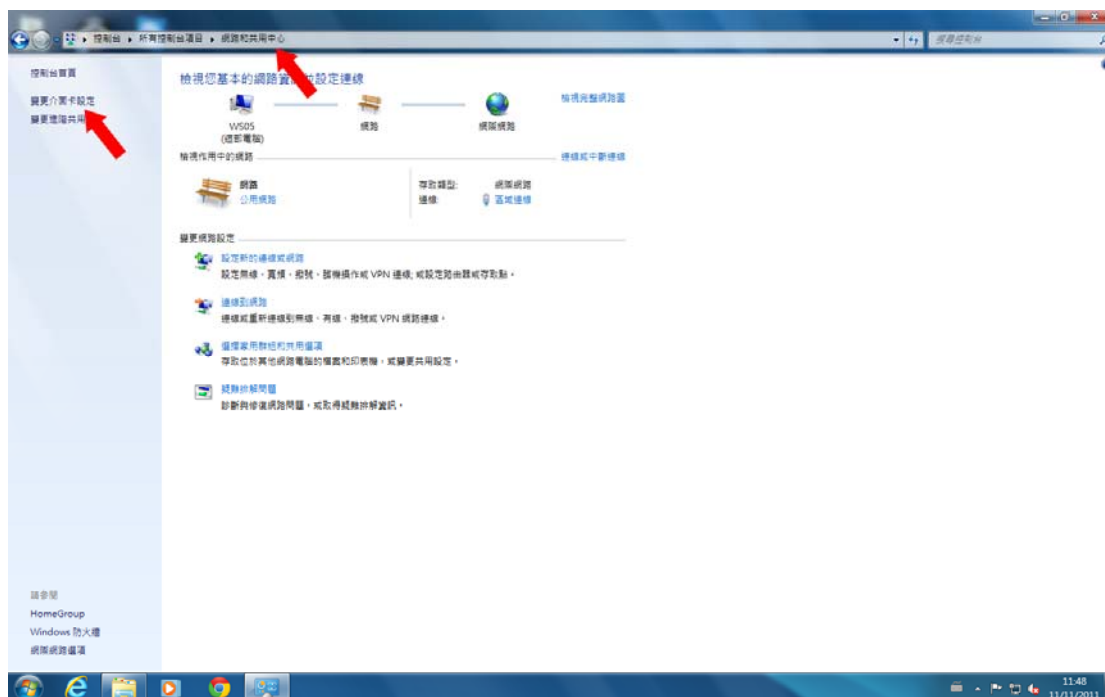 控制台 ▸ 所有控制台項目 ▸ 網路和共用中心
搜尋控制台
控制台首頁
變更介面卡設定
變更進階共用
檢視您基本的網路資 並設定連線
WS05
(這部電腦)
網路
網際網路
檢視完整網路圖
檢視作用中的網路
連線或中斷連線
網路
公用網路
存取類型: 網際網路
連線: 區域連線
變更網路設定
設定新的連線或網路
設定無線、寬頻、撥號、臨機操作或 VPN 連線; 或設定路由器或存取點。
連線到網路
連線或重新連線到無線、有線、撥號或 VPN 網路連線。
選擇家用群組和共用選項
存取位於其他網路電腦的檔案和印表機，或變更共用設定。
疑難排解問題
診斷與修復網路問題，或取得疑難排解資訊。
請參閱
HomeGroup
Windows 防火牆
網際網路選項
11:48
11/11/2011